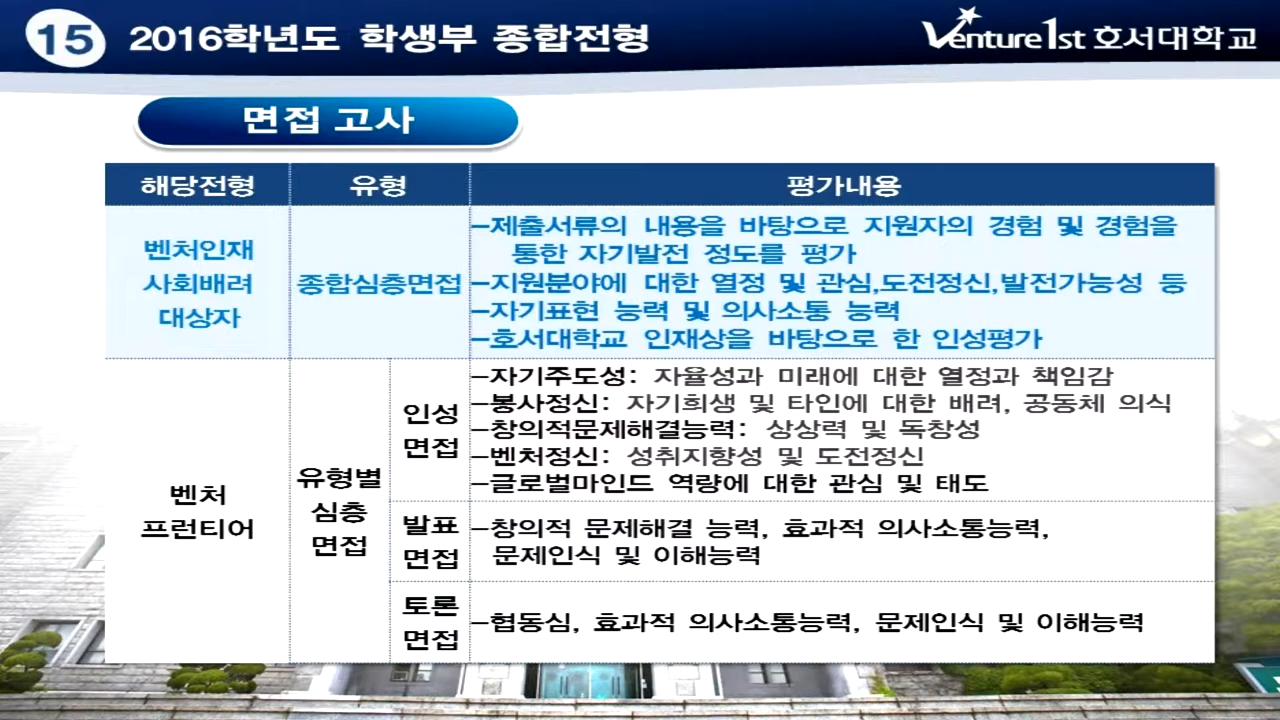 15 2016학년도 학생부 종합전형
Venture1st 호서대학교
면접 고사
해당전형 유형 평가내용
벤처인재
사회배려
대상자
종합심층면접
-제출서류의 내용을 바탕으로 지원자의 경험 및 경험을
통한 자기발전 정도를 평가
-지원분야에 대한 열정 및 관심,도전정신,발전가능성 등
-자기표현 능력 및 의사소통 능력
-호서대학교 인재상을 바탕으로 한 인성평가
벤처
프런티어
유형별
심층
면접
인성
면접
-자기주도성: 자율성과 미래에 대한 열정과 책임감
-봉사정신: 자기희생 및 타인에 대한 배려, 공동체 의식
-창의적문제해결능력: 상상력 및 독창성
-벤처정신: 성취지향성 및 도전정신
-글로벌마인드 역량에 대한 관심 및 태도
발표
면접
-창의적 문제해결 능력, 효과적 의사소통능력,
문제인식 및 이해능력
토론
면접
-협동심, 효과적 의사소통능력, 문제인식 및 이해능력